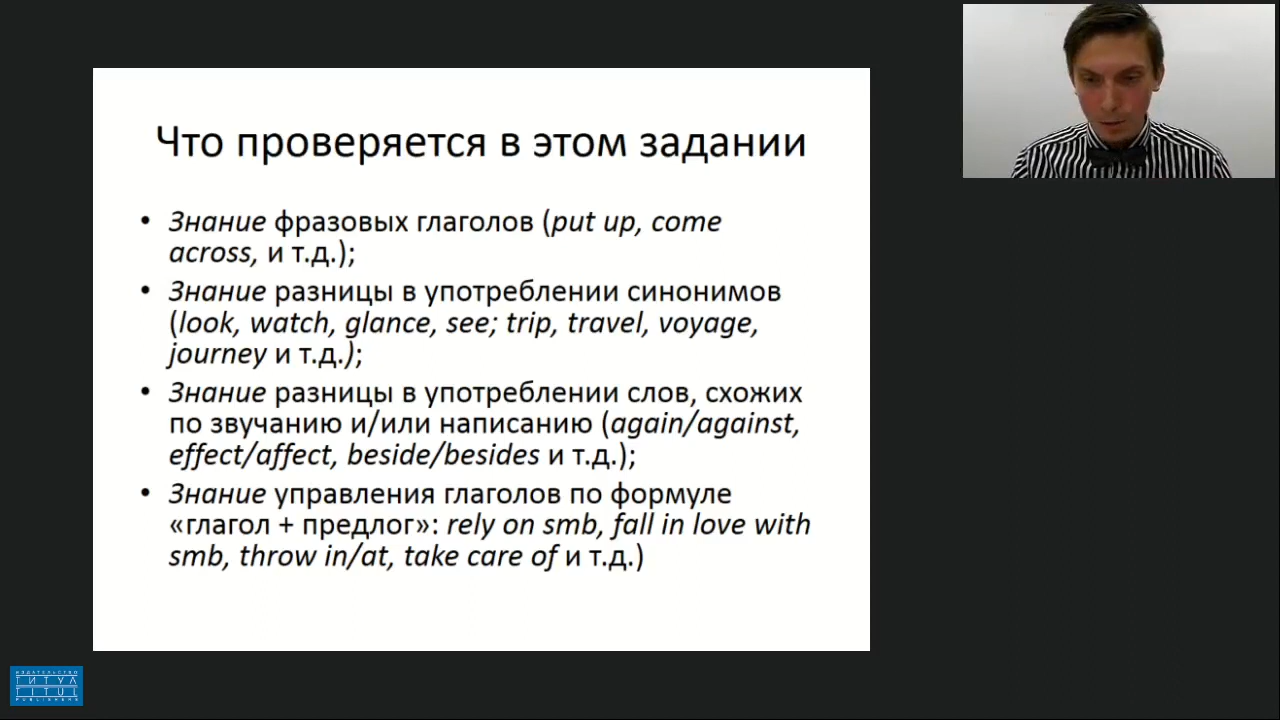 Что проверяется в этом задании
• Знание фразовых глаголов (put up, come
across, и т.д.);
• Знание разницы в употреблении синонимов
(look, watch, glance, see; trip, travel, voyage,
journey и т.д.);
• Знание разницы в употреблении слов, схожих
по звучанию и/или написанию (again/against,
effect/affect, beside/besides и т.д.);
• Знание управления глаголов по формуле
«глагол + предлог»: rely on smb, fall in love with
smb, throw in/at, take care of и т.д.)
ИЗДАТЕЛЬСТВО
ТИТУЛ
TITUL
PUBLISHERS